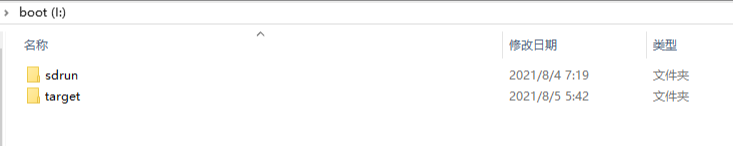 boot (I:)
名称 修改日期 类型
sdrun 2021/8/4 7:19 文件夹
target 2021/8/5 5:42 文件夹